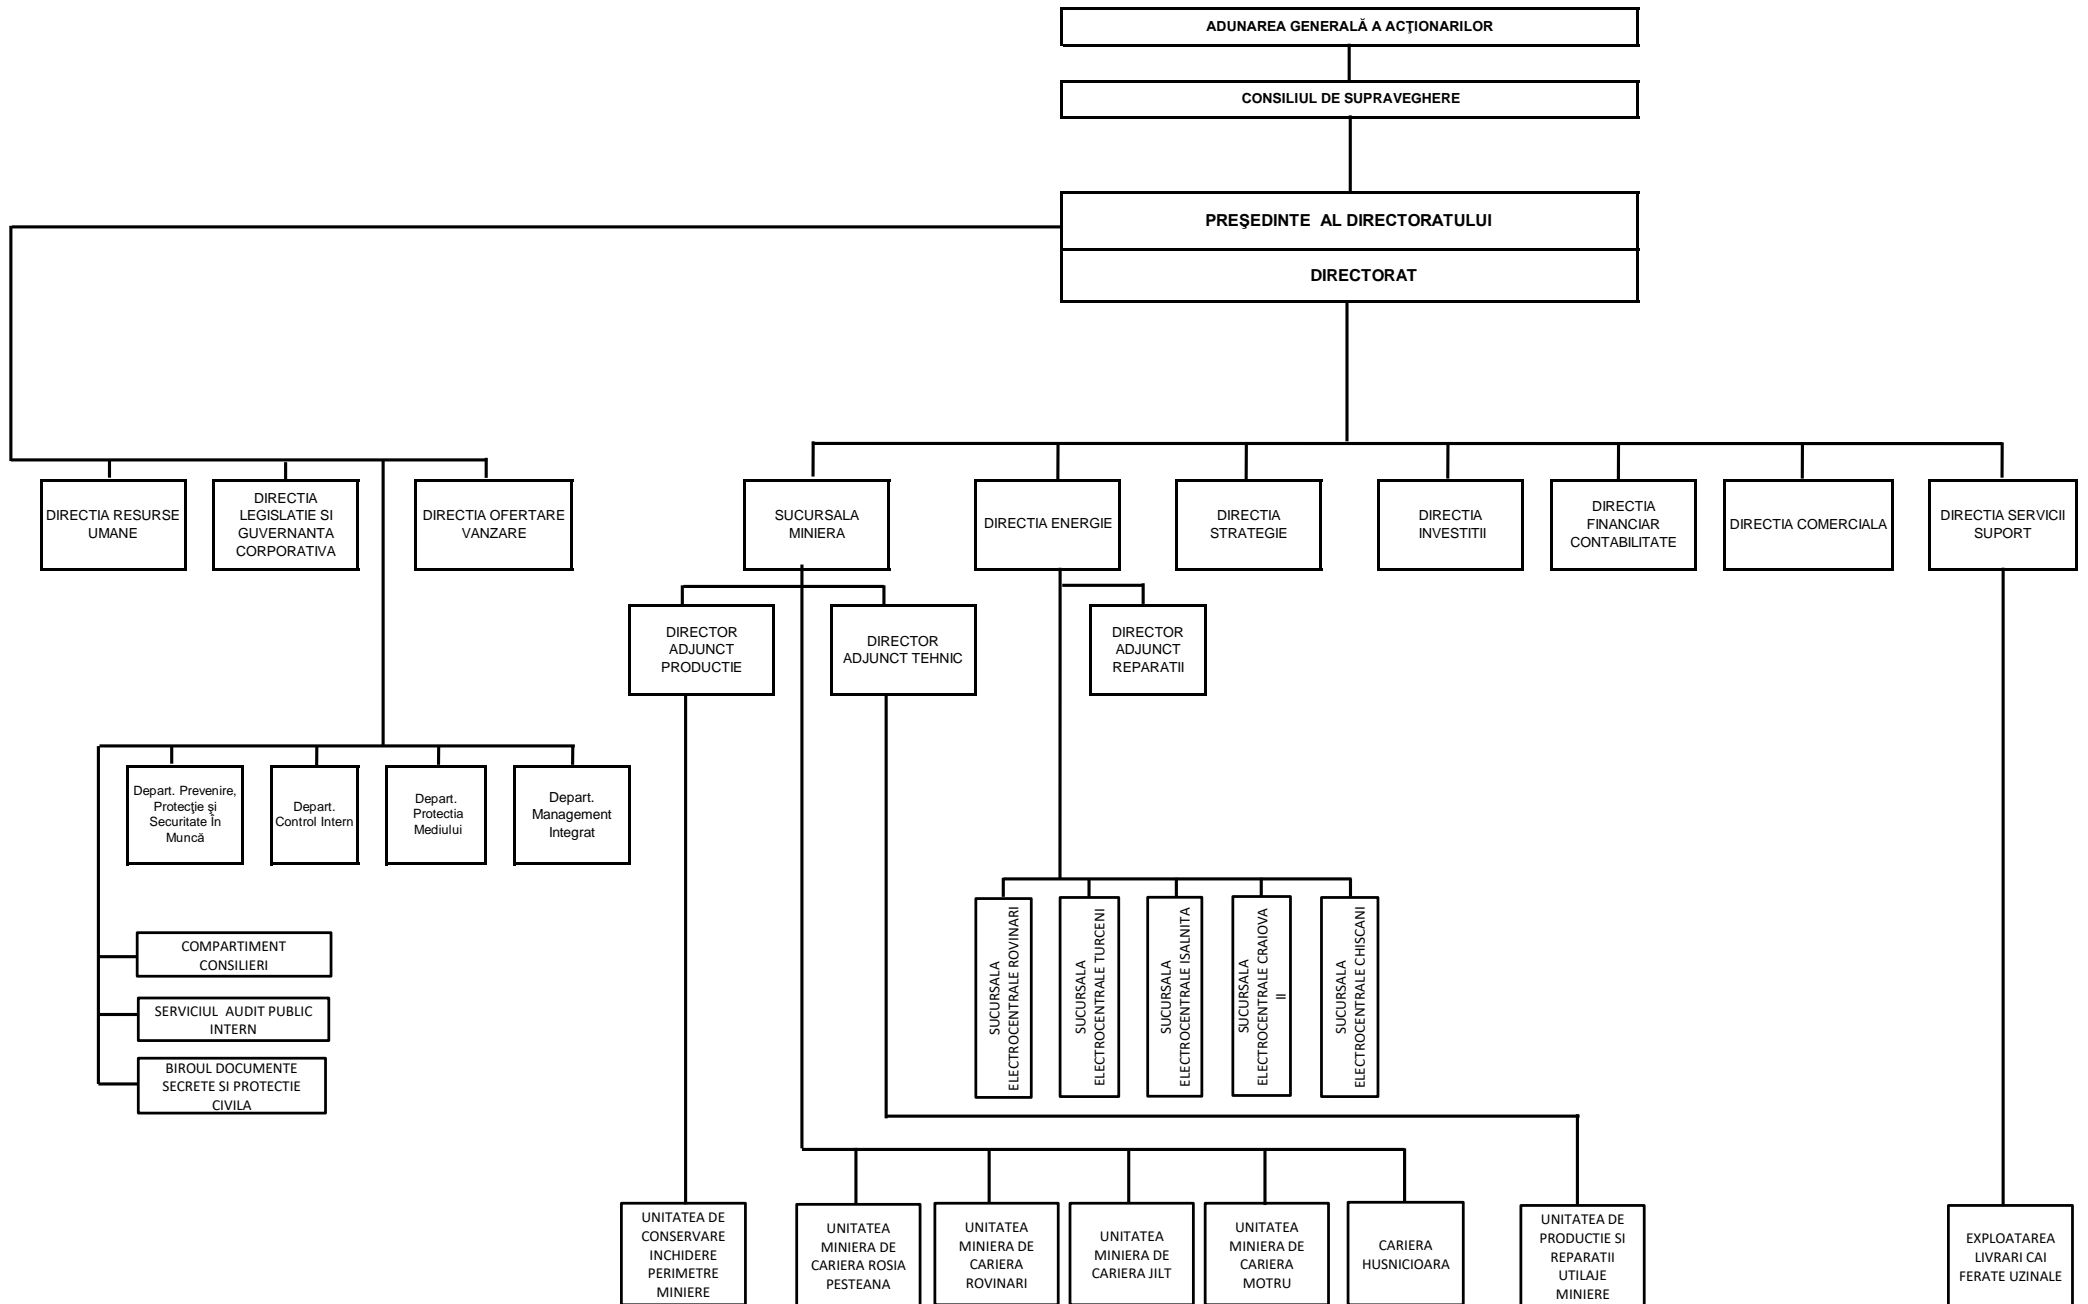 ADUNAREA GENERALĂ A ACŢIONARILOR
CONSILIUL DE SUPRAVEGHERE
PREŞEDINTE AL DIRECTORATULUI
DIRECTORAT
DIRECTIA RESURSE
UMANE
DIRECTIA
LEGISLATIE SI
GUVERNANTA
CORPORATIVA
DIRECTIA OFERTARE
VANZARE
SUCURSALA
MINIERA
DIRECTIA ENERGIE
DIRECTIA
STRATEGIE
DIRECTIA
INVESTITII
DIRECTIA
FINANCIAR
CONTABILITATE
DIRECTIA COMERCIALA
DIRECTIA SERVICII
SUPORT
DIRECTOR
ADJUNCT
PRODUCTIE
DIRECTOR
ADJUNCT TEHNIC
DIRECTOR
ADJUNCT
REPARATII
Depart. Prevenire,
Protecţie şi
Securitate În
Muncă
Depart.
Control Intern
Depart.
Protectia
Mediului
Depart.
Management
Integrat
COMPARTIMENT
CONSILIERI
SERVICIUL AUDIT PUBLIC
INTERN
BIROUL DOCUMENTE
SECRETE SI PROTECTIE
CIVILA
SUCURSALA
ELECTROCENTRALE ROVINARI
SUCURSALA
ELECTROCENTRALE TURCENI
SUCURSALA
ELECTROCENTRALE ISALNITA
SUCURSALA
ELECTROCENTRALE CRAIOVA
II
SUCURSALA
ELECTROCENTRALE CHISCANI
UNITATEA DE
CONSERVARE
INCHIDERE
PERIMETRE
MINIERE
UNITATEA
MINIERA DE
CARIERA ROSIA
PESTEANA
UNITATEA
MINIERA DE
CARIERA
ROVINARI
UNITATEA
MINIERA DE
CARIERA JILT
UNITATEA
MINIERA DE
CARIERA
MOTRU
CARIERA
HUSNICIOARA
UNITATEA DE
PRODUCTIE SI
REPARATII
UTILAJE
MINIERE
EXPLOATAREA
LIVRARI CAI
FERATE UZINALE